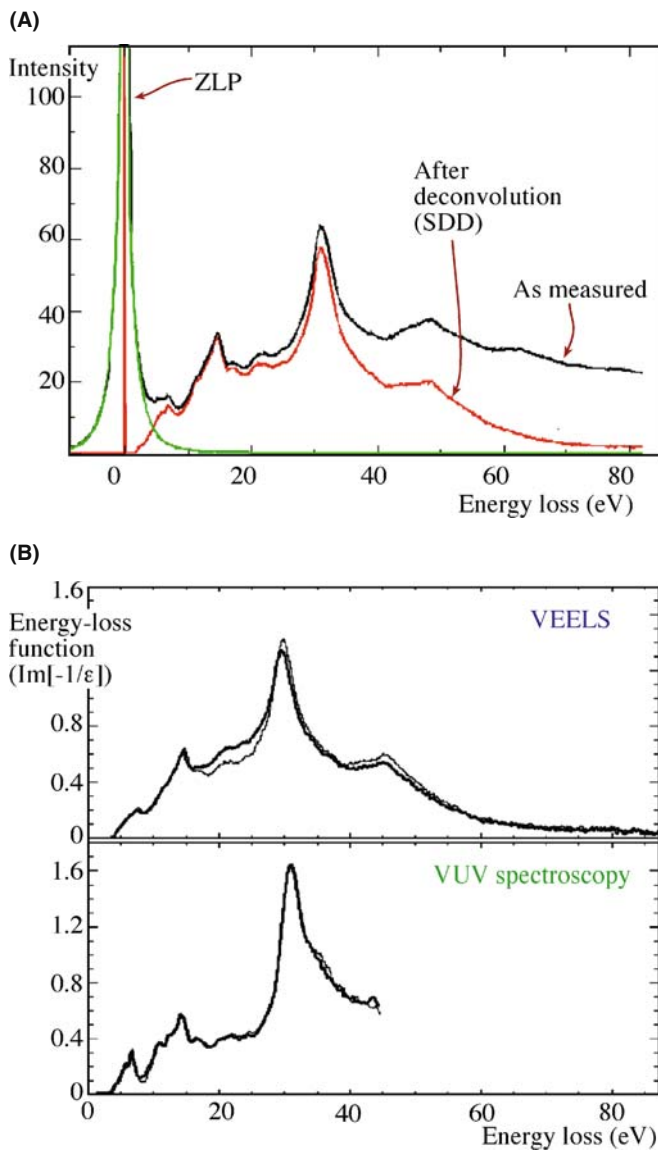 (A)
Intensity
100
80
60
40
20
ZLP
After
deconvolution
(SDD)
As measured
0
20
40
60
80
Energy loss (eV)
(B)
1.6
Energy-loss
function
(Im[-1/ε])
0.8
0.4
0
VEELS
1.6
1.2
0.8
0.4
0
VUV spectroscopy
0
20
40
60
80
Energy loss (eV)